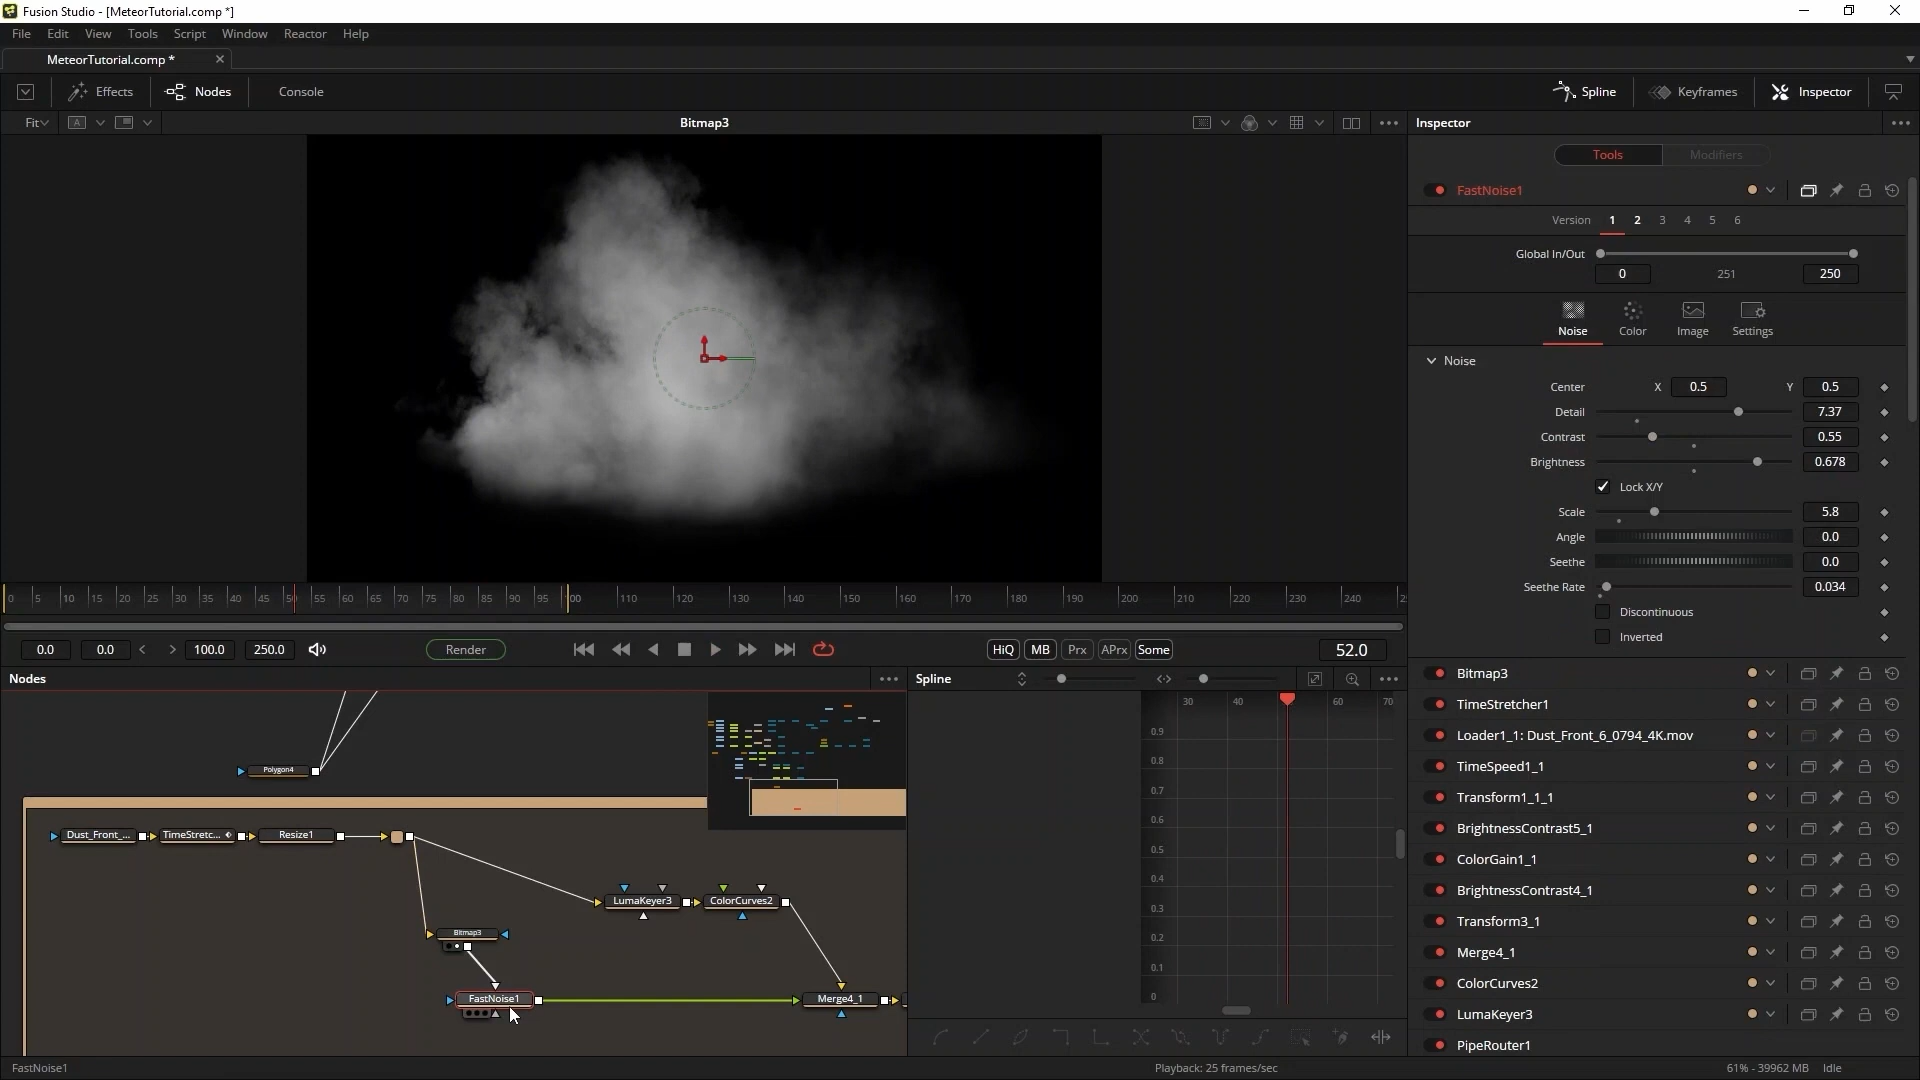 Fusion Studio - [MeteorTutorial.comp *]
File Edit View Tools Script Window Reactor Help
MeteorTutorial.comp *
Effects Nodes Console Spline Keyframes Inspector
Fit A Bitmap3 Inspector
Tools Modifiers
FastNoise1
Version 1 2 3 4 5 6
Global In/Out
0 251 250
Noise Color Image Settings
Noise
Center X 0.5 Y 0.5
Detail 7.37
Contrast 0.55
Brightness 0.678
Lock X/Y
Scale 5.8
Angle 0.0
Seethe 0.0
Seethe Rate 0.034
Discontinuous
Inverted
0 5 10 15 20 25 30 35 40 45 50 55 60 65 70 75 80 85 90 95 00 110 120 130 140 150 160 170 180 190 200 210 220 230 240
0.0 0.0 < > 100.0 250.0 Render HiQ MB Prx APrx Some 52.0
Nodes Spline
30 40 60 70
0.9
0.8
0.7
0.6
0.5
0.4
0.3
0.2
0.1
0
Polygon4
Dust_Front_... TimeStretc... Resize1
LumaKeyer3 ColorCurves2
Bitmap3
FastNoise1 Merge4_1
Bitmap3
TimeStretcher1
Loader1_1: Dust_Front_6_0794_4K.mov
TimeSpeed1_1
Transform1_1_1
BrightnessContrast5_1
ColorGain1_1
BrightnessContrast4_1
Transform3_1
Merge4_1
ColorCurves2
LumaKeyer3
PipeRouter1
FastNoise1 Playback: 25 frames/sec 61% - 39962 MB Idle